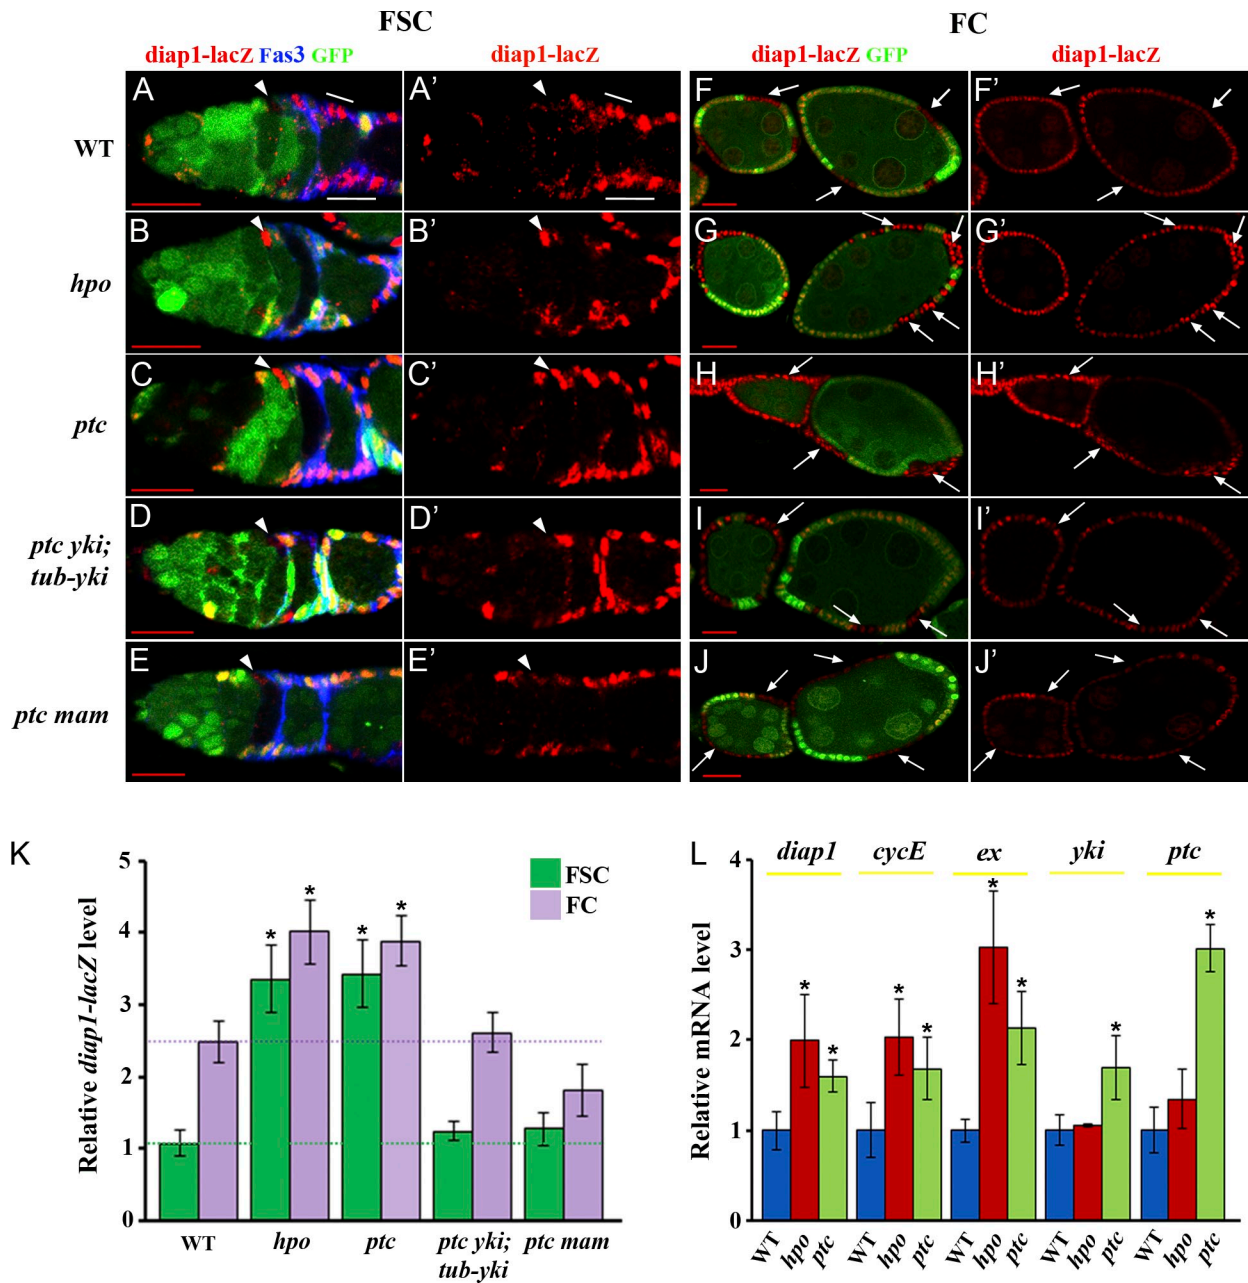 FSC
FC
diap1-lacZ Fas3 GFP
diap1-lacZ
diap1-lacZ GFP
diap1-lacZ
WT
A
A’
F
F’
hpo
B
B’
G
G’
ptc
C
C’
H
H’
ptc yki;
tub-yki
D
D’
I
I’
ptc mam
E
E’
J
J’
K
Relative diap1-lacZ level
5
4
3
2
1
0
FSC
FC
* * * *
WT
hpo
ptc
ptc yki;
tub-yki
ptc mam
L
Relative mRNA level
4
3
2
1
0
diap1 cycE ex yki ptc
* * * * * * * *
WT hpo ptc WT hpo ptc WT hpo ptc WT hpo ptc WT hpo ptc